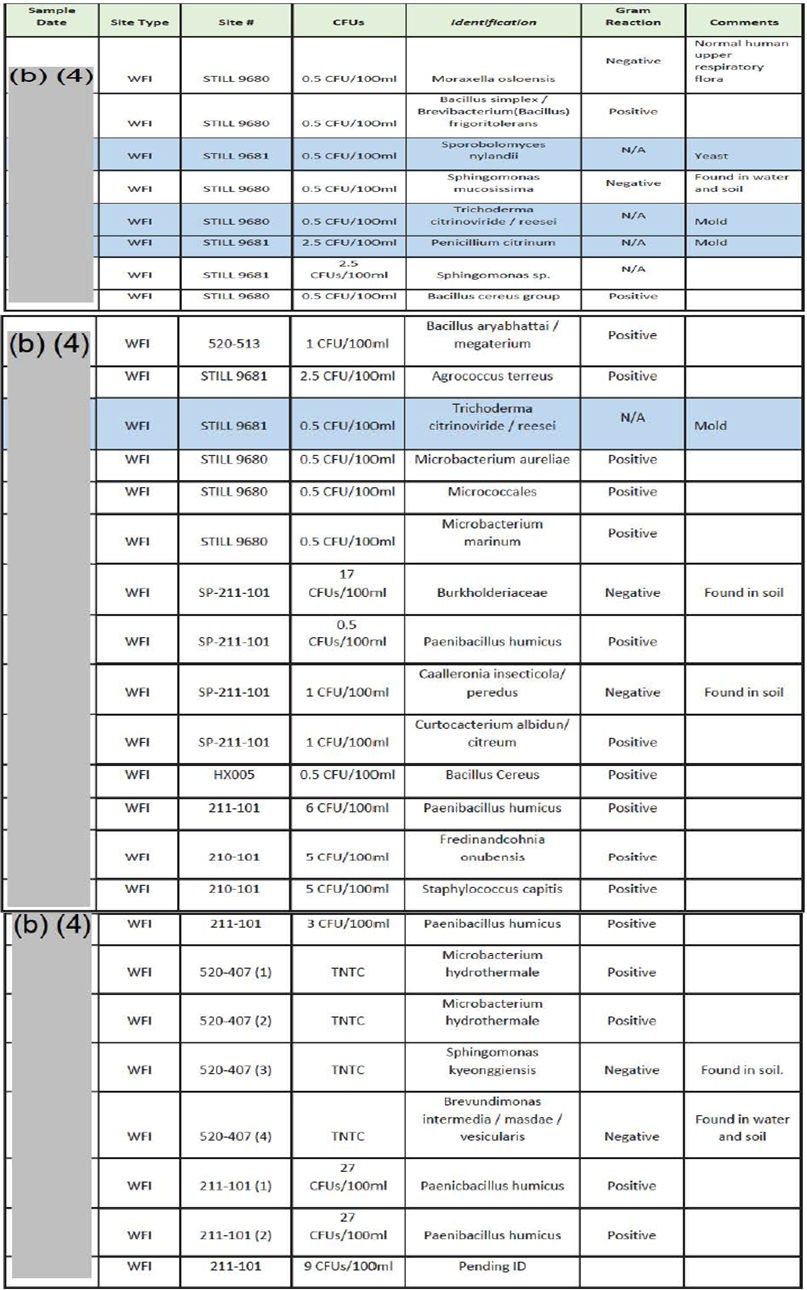 Sample Date | Site Type | Site # | CFUs | Identification | Gram Reaction | Comments
(b) (4)
WFI | STILL 9680 | 0.5 CFU/100ml | Moraxella osloensis | Negative | Normal human upper respiratory flora
WFI | STILL 9680 | 0.5 CFU/100ml | Bacillus simplex / Brevibacterium(Bacillus) frigoritolerans | Positive
WFI | STILL 9681 | 0.5 CFU/100ml | Sporobolomyces nylandii | N/A | Yeast
WFI | STILL 9680 | 0.5 CFU/100ml | Sphingomonas mucosissima | Negative | Found in water and soil
WFI | STILL 9680 | 0.5 CFU/100ml | Trichoderma citrinoviride / reesei | N/A | Mold
WFI | STILL 9681 | 2.5 CFU/100ml | Penicillium citrinum | N/A | Mold
WFI | STILL 9681 | 2.5 CFUs/100ml | Sphingomonas sp. | N/A
WFI | STILL 9680 | 0.5 CFU/100ml | Bacillus cereus group | Positive
(b) (4)
WFI | 520-513 | 1 CFU/100ml | Bacillus aryabhattai / megaterium | Positive
WFI | STILL 9681 | 2.5 CFU/100ml | Agrococcus terreus | Positive
WFI | STILL 9681 | 0.5 CFU/100ml | Trichoderma citrinoviride / reesei | N/A | Mold
WFI | STILL 9680 | 0.5 CFU/100ml | Microbacterium aureliae | Positive
WFI | STILL 9680 | 0.5 CFU/100ml | Micrococcales | Positive
WFI | STILL 9680 | 0.5 CFU/100ml | Microbacterium marinum | Positive
WFI | SP-211-101 | 17 CFUs/100ml | Burkholderiaceae | Negative | Found in soil
WFI | SP-211-101 | 0.5 CFUs/100ml | Paenibacillus humicus | Positive
WFI | SP-211-101 | 1 CFU/100ml | Caalleronia insecticola/ peredus | Negative | Found in soil
WFI | SP-211-101 | 1 CFU/100ml | Curtocacterium albidun/ citreum | Positive
WFI | HX005 | 0.5 CFU/100ml | Bacillus Cereus | Positive
WFI | 211-101 | 6 CFU/100ml | Paenibacillus humicus | Positive
WFI | 210-101 | 5 CFU/100ml | Fredinandcohnia onubensis | Positive
WFI | 210-101 | 5 CFU/100ml | Staphylococcus capitis | Positive
(b) (4)
WFI | 211-101 | 3 CFU/100ml | Paenibacillus humicus | Positive
WFI | 520-407 (1) | TNTC | Microbacterium hydrothermale | Positive
WFI | 520-407 (2) | TNTC | Microbacterium hydrothermale | Positive
WFI | 520-407 (3) | TNTC | Sphingomonas kyeonggiensis | Negative | Found in soil.
WFI | 520-407 (4) | TNTC | Brevundimonas intermedia / masdae / vesicularis | Negative | Found in water and soil
WFI | 211-101 (1) | 27 CFUs/100ml | Paenicbacillus humicus | Positive
WFI | 211-101 (2) | 27 CFUs/100ml | Paenibacillus humicus | Positive
WFI | 211-101 | 9 CFUs/100ml | Pending ID